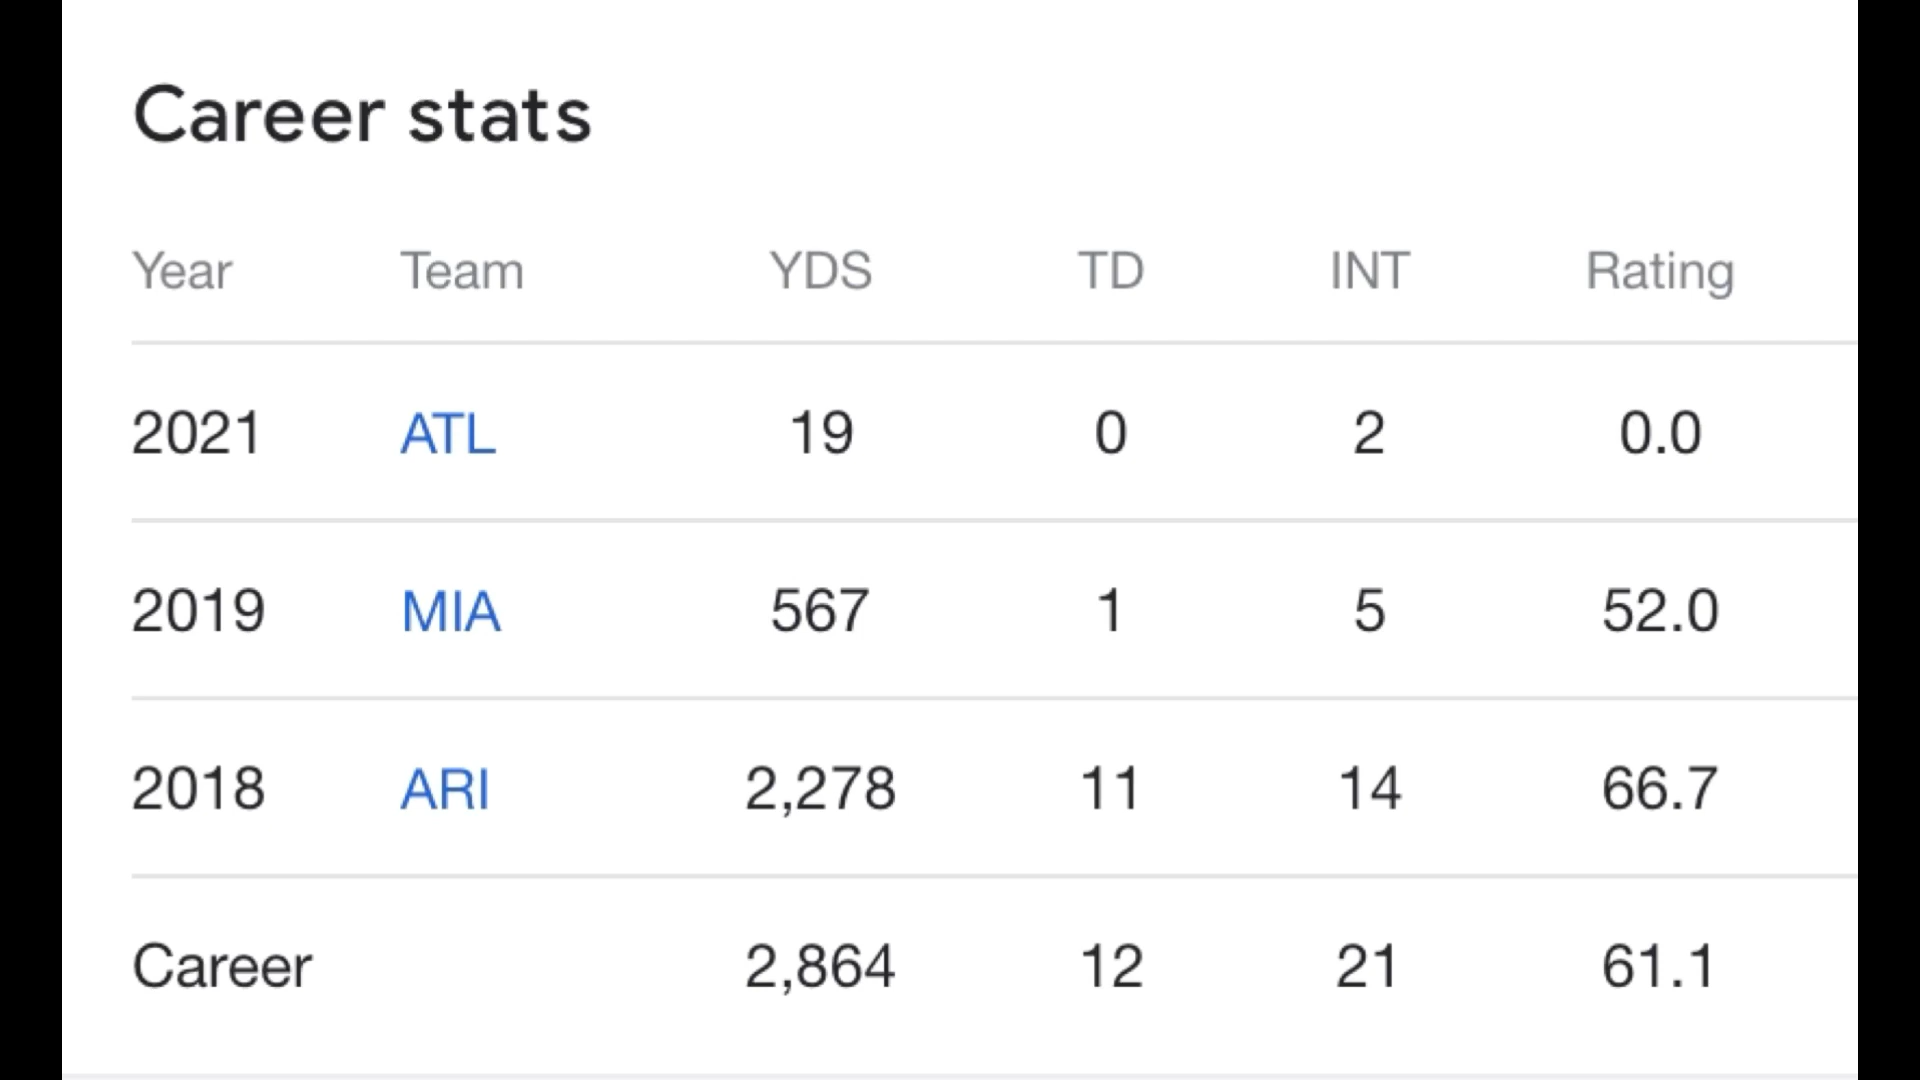 Career stats
Year Team YDS TD INT Rating
2021 ATL 19 0 2 0.0
2019 MIA 567 1 5 52.0
2018 ARI 2,278 11 14 66.7
Career 2,864 12 21 61.1